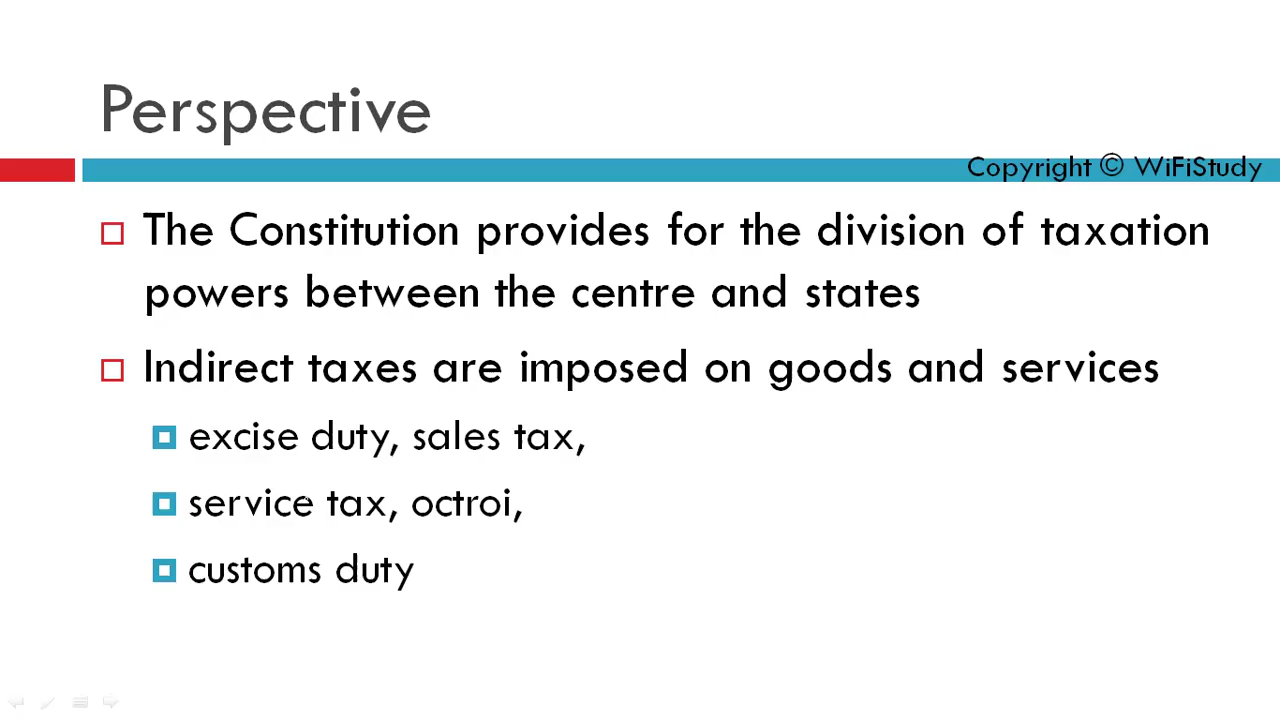 Perspective
Copyright © WiFiStudy
The Constitution provides for the division of taxation
powers between the centre and states
Indirect taxes are imposed on goods and services
excise duty, sales tax,
service tax, octroi,
customs duty